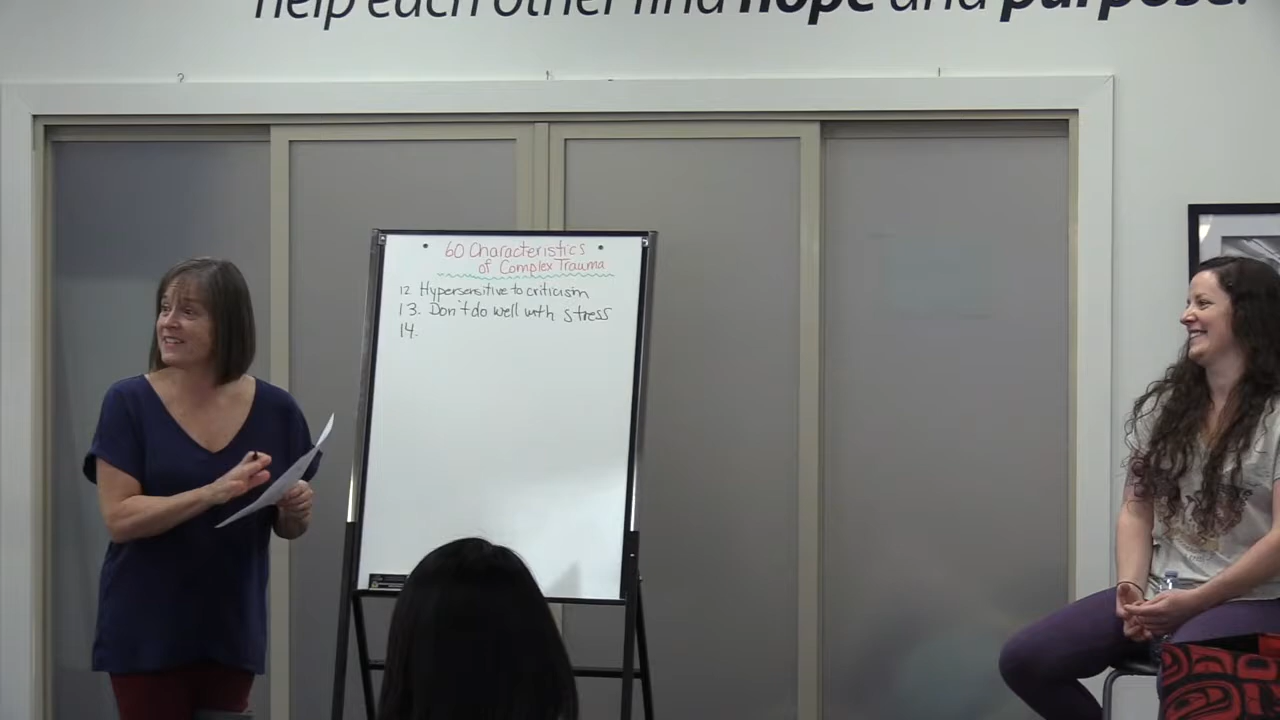 help each other find hope and purpose.
60 Characteristics
of Complex Trauma
12 Hypersensitive to criticism
13. Don't do well with stress
14.